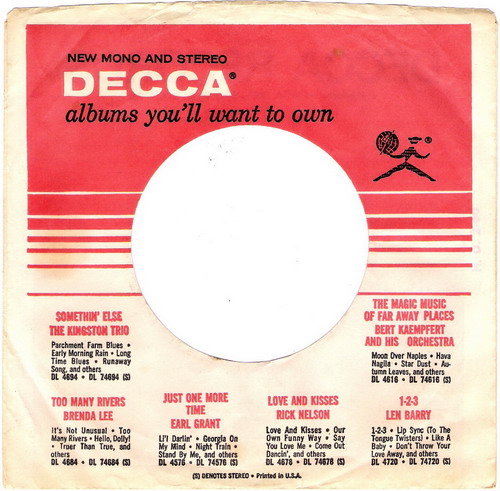 NEW MONO AND STEREO
DECCA®
albums you'll want to own
®
SOMETHIN' ELSE
THE KINGSTON TRIO
Parchment Farm Blues •
Early Morning Rain • Long
Time Blues • Runaway
Song, and others
DL 4694 • DL 74694 (S)
THE MAGIC MUSIC
OF FAR AWAY PLACES
BERT KAEMPFERT
AND HIS ORCHESTRA
Moon Over Naples • Hava
Nagila • Star Dust • Au-
tumn Leaves, and others
DL 4616 • DL 74616 (S)
TOO MANY RIVERS
BRENDA LEE
It's Not Unusual • Too
Many Rivers • Hello, Dolly!
• Truer Than True, and
others
DL 4684 • DL 74684 (S)
JUST ONE MORE
TIME
EARL GRANT
Li'l Darlin' • Georgia On
My Mind • Night Train •
Stand By Me, and others
DL 4576 • DL 74576 (S)
LOVE AND KISSES
RICK NELSON
Love And Kisses • Our
Own Funny Way • Say
You Love Me • Come Out
Dancin', and others
DL 4678 • DL 74678 (S)
1-2-3
LEN BARRY
1-2-3 • Lip Sync (To The
Tongue Twisters) • Like A
Baby • Don't Throw Your
Love Away, and others
DL 4720 • DL 74720 (S)
(S) DENOTES STEREO • Printed in U.S.A.